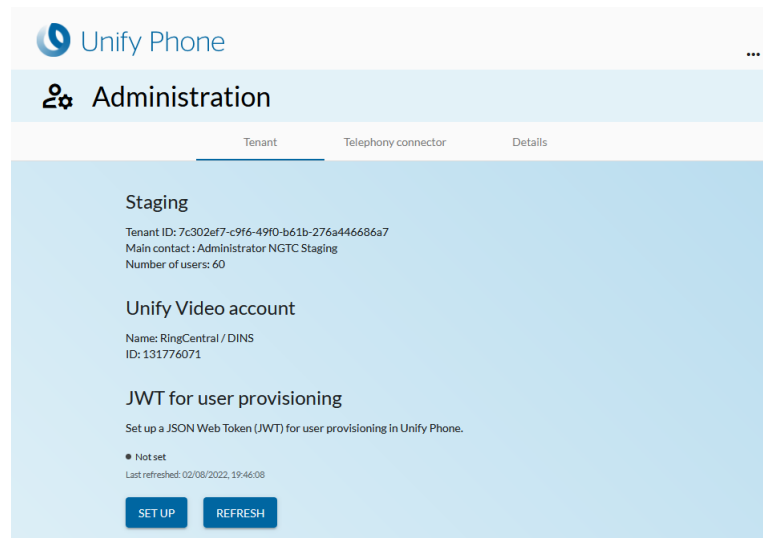 Unify Phone
...
Administration
Tenant Telephony connector Details
Staging
Tenant ID: 7c302ef7-c9f6-49f0-b61b-276a446686a7
Main contact : Administrator NGTC Staging
Number of users: 60
Unify Video account
Name: RingCentral / DINS
ID: 131776071
JWT for user provisioning
Set up a JSON Web Token (JWT) for user provisioning in Unify Phone.
● Not set
Last refreshed: 02/08/2022, 19:46:08
SET UP REFRESH